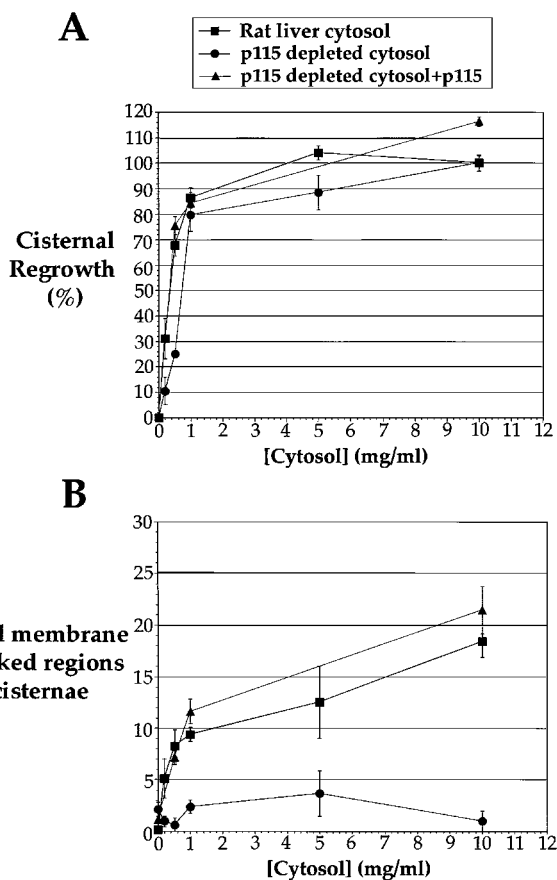 A
Rat liver cytosol
p115 depleted cytosol
p115 depleted cytosol+p115
120
110
100
90
80
70
60
50
40
30
20
10
0
Cisternal
Regrowth
(%)
0 1 2 3 4 5 6 7 8 9 10 11 12
[Cytosol] (mg/ml)
B
30
25
20
15
10
5
0
membrane
regions
cisternae
0 1 2 3 4 5 6 7 8 9 10 11 12
[Cytosol] (mg/ml)